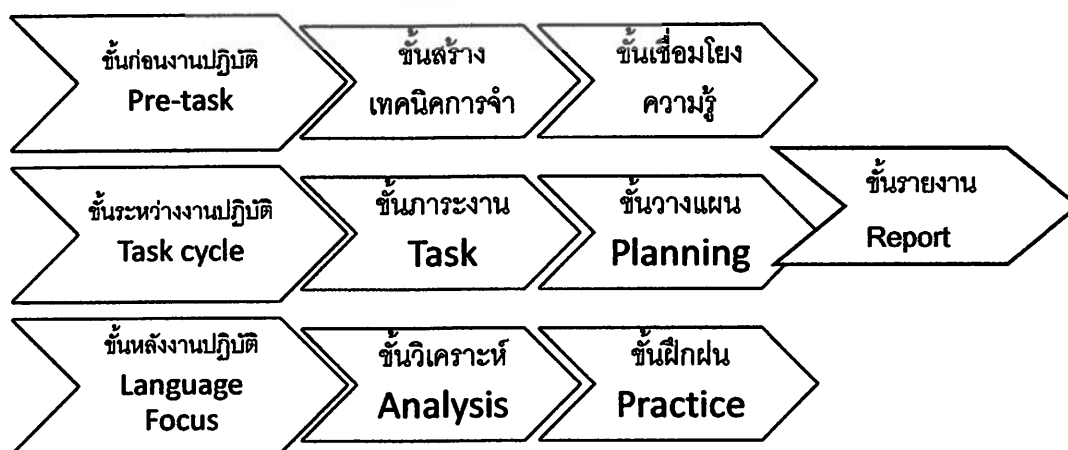 ขั้นก่อนงานปฏิบัติ
Pre-task
ขั้นสร้าง
เทคนิคการจำ
ขั้นเชื่อมโยง
ความรู้
ขั้นระหว่างงานปฏิบัติ
Task cycle
ขั้นภาระงาน
Task
ขั้นวางแผน
Planning
ขั้นรายงาน
Report
ขั้นหลังงานปฏิบัติ
Language
Focus
ขั้นวิเคราะห์
Analysis
ขั้นฝึกฝน
Practice